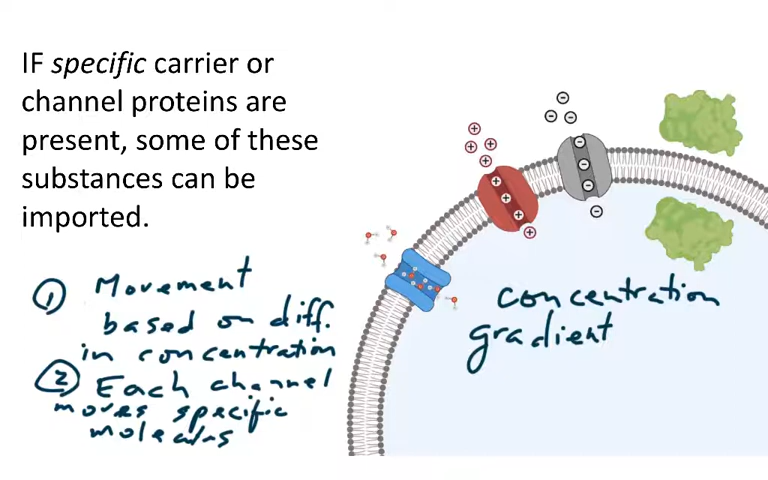 IF specific carrier or
channel proteins are
present, some of these
substances can be
imported.
① Movement
based on diff.
in concentration
② Each channel
moves specific
concentration
gradient